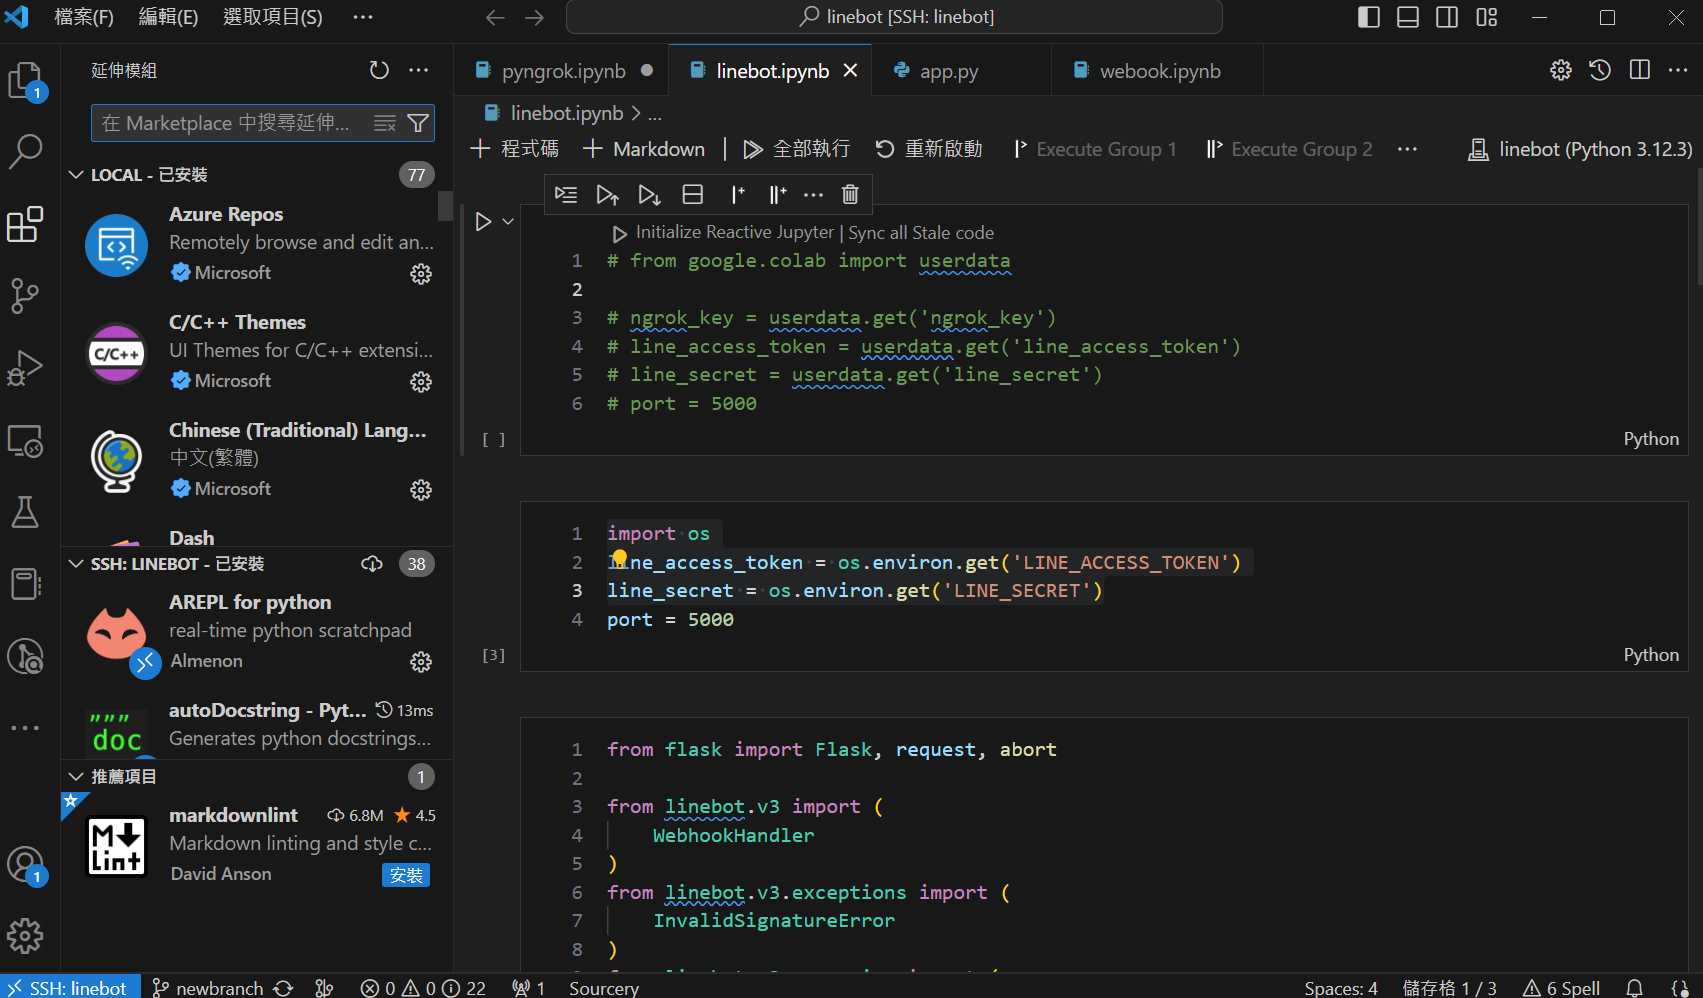 檔案(F) 編輯(E) 選取項目(S) ··· linebot [SSH: linebot]
延伸模組
1
在 Marketplace 中搜尋延伸...
LOCAL - 已安裝 77
Azure Repos
Remotely browse and edit an...
Microsoft
C/C++
C/C++ Themes
UI Themes for C/C++ extensi...
Microsoft
Chinese (Traditional) Lang...
中文(繁體)
Microsoft
Dash
SSH: LINEBOT - 已安裝 38
AREPL for python
real-time python scratchpad
Almenon
"""
doc
autoDocstring - Pyt... 13ms
Generates python docstrings...
推薦項目 1
M
lint
markdownlint 6.8M 4.5
Markdown linting and style c...
David Anson 安裝
1
pyngrok.ipynb linebot.ipynb app.py webook.ipynb
linebot.ipynb > ...
程式碼 Markdown 全部執行 重新啟動 Execute Group 1 Execute Group 2 ··· linebot (Python 3.12.3)
Initialize Reactive Jupyter | Sync all Stale code
1 # from google.colab import userdata
2
3 # ngrok_key = userdata.get('ngrok_key')
4 # line_access_token = userdata.get('line_access_token')
5 # line_secret = userdata.get('line_secret')
6 # port = 5000
[ ] Python
1 import os
2 line_access_token = os.environ.get('LINE_ACCESS_TOKEN')
3 line_secret = os.environ.get('LINE_SECRET')
4 port = 5000
[3] Python
1 from flask import Flask, request, abort
2
3 from linebot.v3 import (
4 WebhookHandler
5 )
6 from linebot.v3.exceptions import (
7 InvalidSignatureError
8 )
SSH: linebot newbranch 0 0 22 1 Sourcery Spaces: 4 儲存格 1 / 3 6 Spell